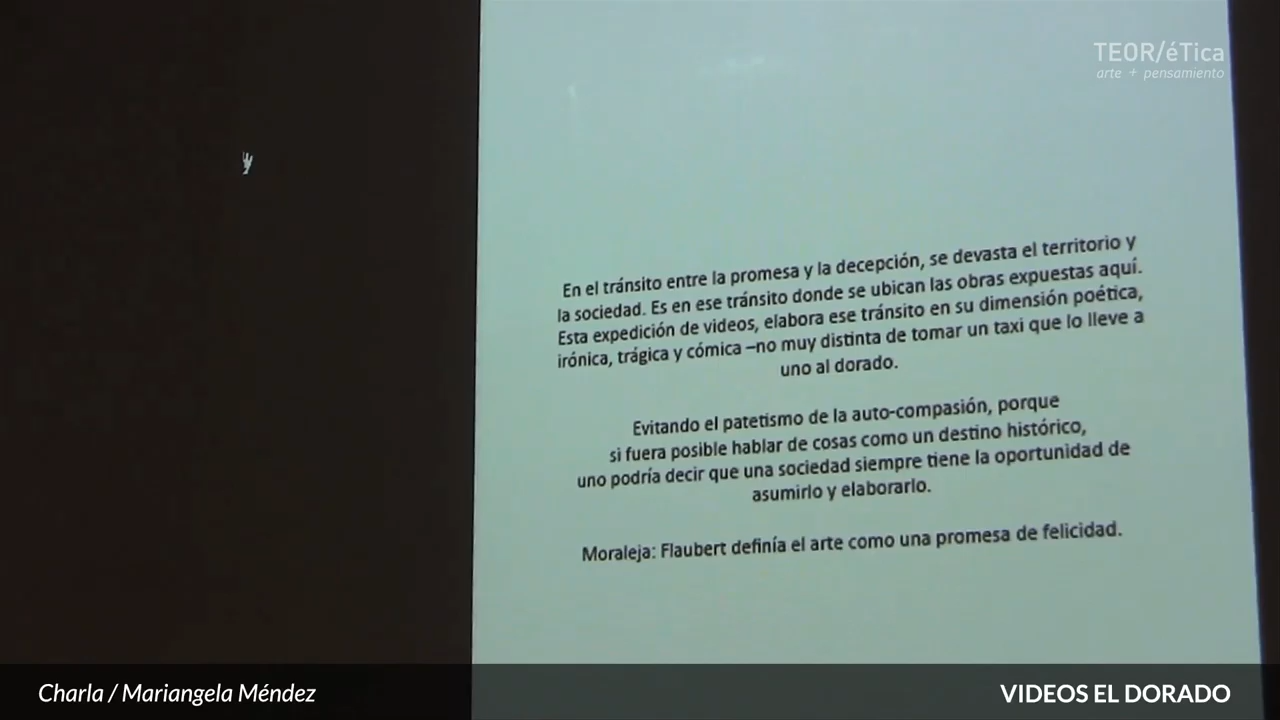 TEOR/éTica
arte + pensamiento
En el tránsito entre la promesa y la decepción, se devasta el territorio y
la sociedad. Es en ese tránsito donde se ubican las obras expuestas aquí.
Esta expedición de videos, elabora ese tránsito en su dimensión poética,
irónica, trágica y cómica –no muy distinta de tomar un taxi que lo lleve a
uno al dorado.
Evitando el patetismo de la auto-compasión, porque
si fuera posible hablar de cosas como un destino histórico,
uno podría decir que una sociedad siempre tiene la oportunidad de
asumirlo y elaborarlo.
Moraleja: Flaubert definía el arte como una promesa de felicidad.
Charla / Mariangela Méndez
VIDEOS EL DORADO